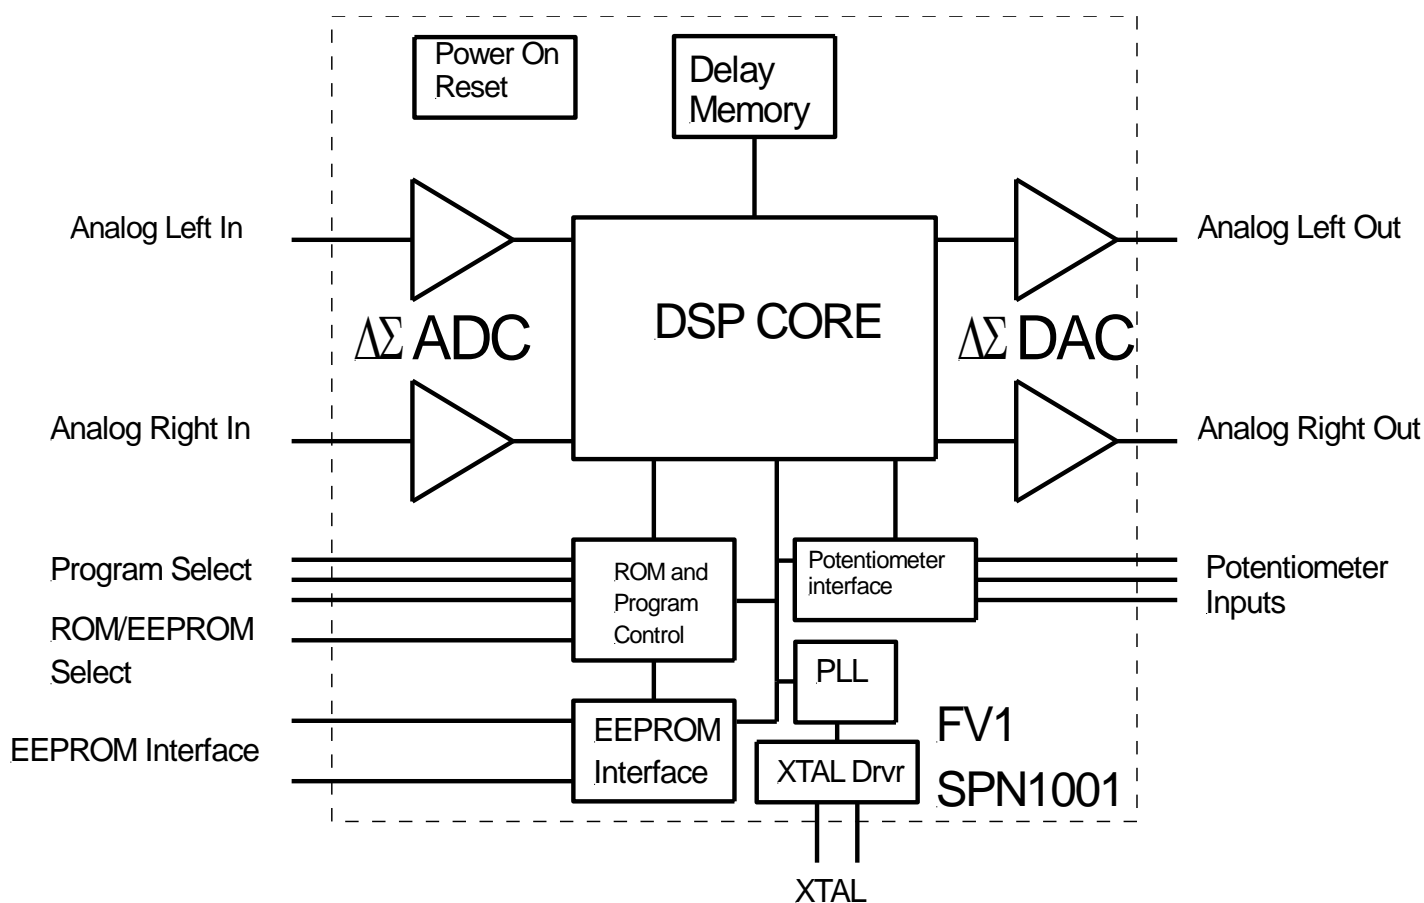 Power On
Reset
Delay
Memory
Analog Left In
Analog Left Out
DSP CORE
ΔΣ ADC
ΔΣ DAC
Analog Right In
Analog Right Out
Program Select
ROM/EEPROM
Select
ROM and
Program
Control
Potentiometer
interface
Potentiometer
Inputs
PLL
EEPROM Interface
EEPROM
Interface
XTAL Drvr
FV1
SPN1001
XTAL